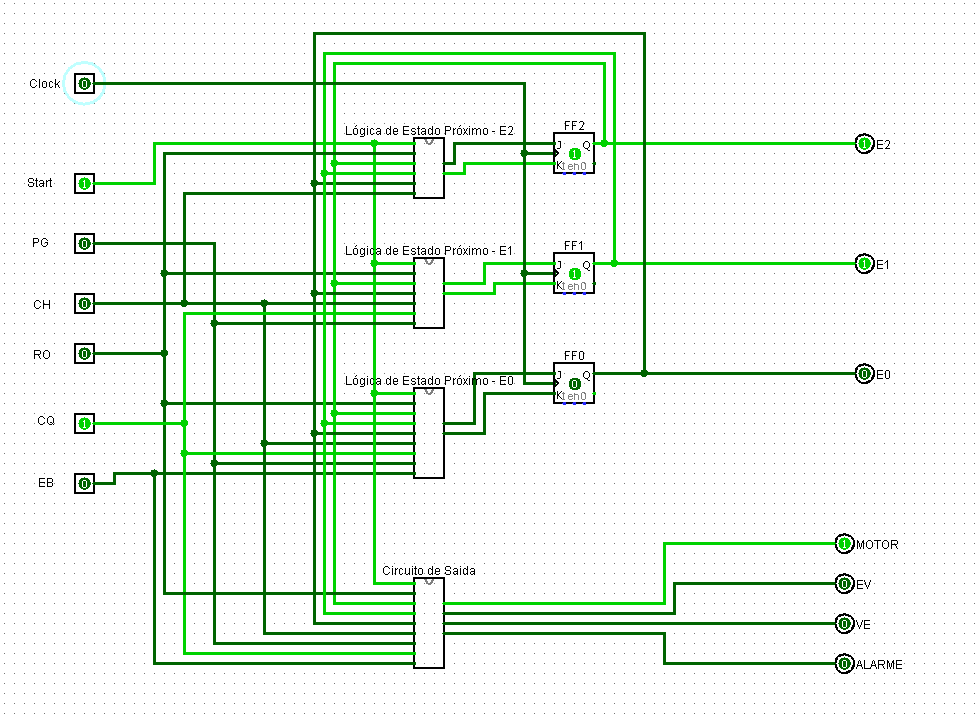 Clock 0
Lógica de Estado Próximo - E2
FF2
J Q
1
K en 0
1 E2
Start 1
PG 0
Lógica de Estado Próximo - E1
FF1
J Q
1
K en 0
1 E1
CH 0
RO 0
Lógica de Estado Próximo - E0
FF0
J Q
0
K en 0
0 E0
CQ 1
EB 0
Circuito de Saida
1 MOTOR
0 EV
0 VE
0 ALARME